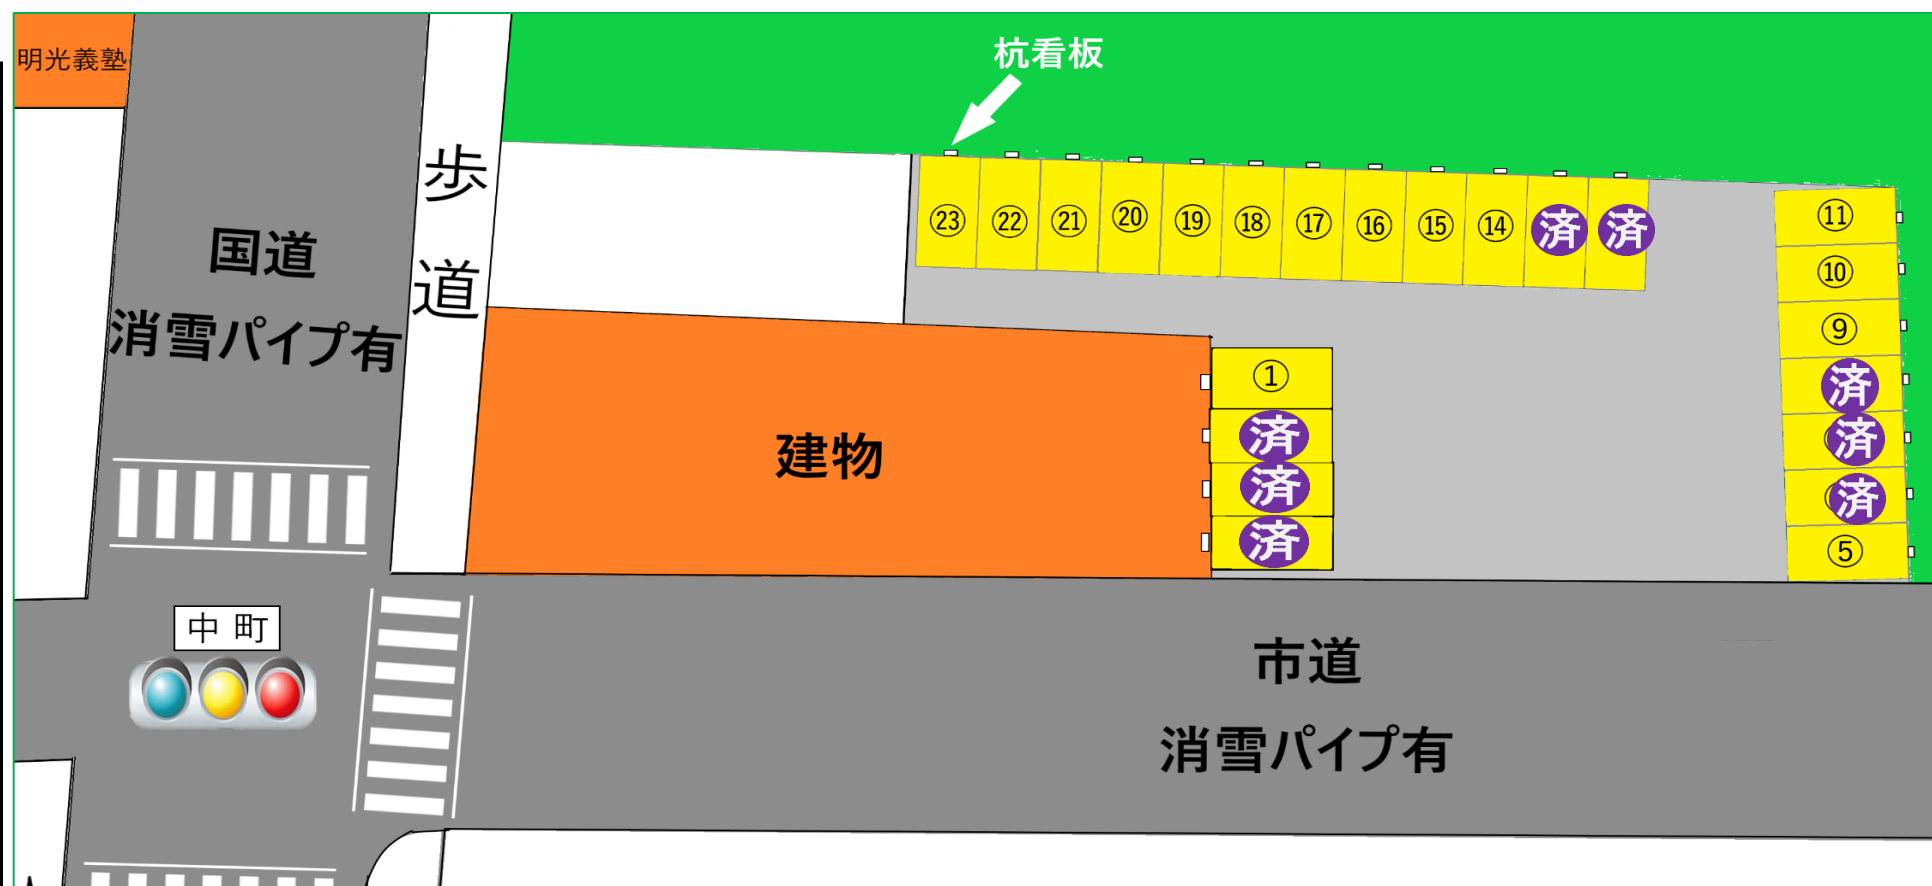 明光義塾
杭看板
歩
道
国道
消雪パイプ有
㉓ ㉒ ㉑ ⑳ ⑲ ⑱ ⑰ ⑯ ⑮ ⑭ 済 済
⑪
⑩
⑨
済
済
済
⑤
建物
①
済
済
済
中町
市道
消雪パイプ有